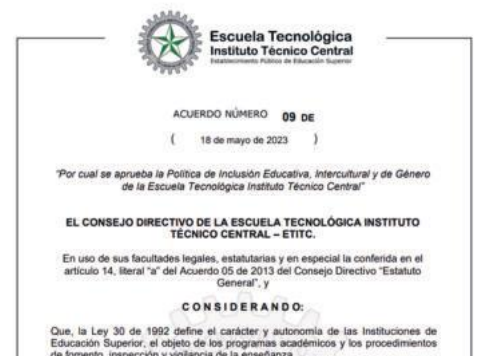 Escuela Tecnológica
Instituto Técnico Central
Establecimiento Público de Educación Superior
ACUERDO NÚMERO 09 DE
( 18 de mayo de 2023 )
"Por cual se aprueba la Política de Inclusión Educativa, Intercultural y de Género
de la Escuela Tecnológica Instituto Técnico Central"
EL CONSEJO DIRECTIVO DE LA ESCUELA TECNOLÓGICA INSTITUTO
TÉCNICO CENTRAL – ETITC.
En uso de sus facultades legales, estatutarias y en especial la conferida en el
artículo 14, literal "a" del Acuerdo 05 de 2013 del Consejo Directivo "Estatuto
General", y
CONSIDERANDO:
Que, la Ley 30 de 1992 define el carácter y autonomía de las Instituciones de
Educación Superior, el objeto de los programas académicos y los procedimientos
de fomento, inspección y vigilancia de la enseñanza